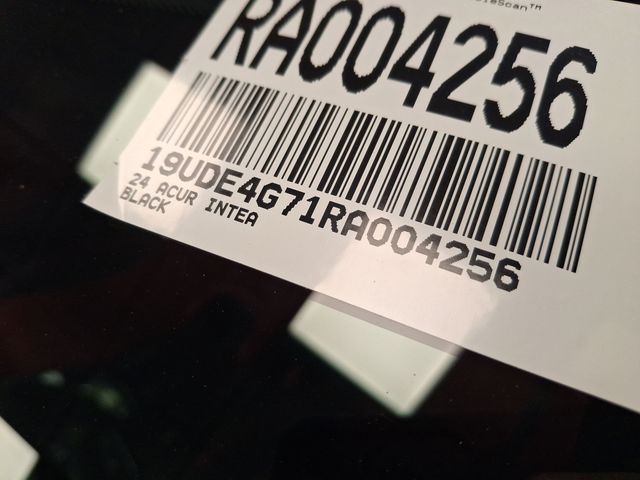 RA004256
19UDE4G71RA004256
24 ACUR INTEA
BLACK